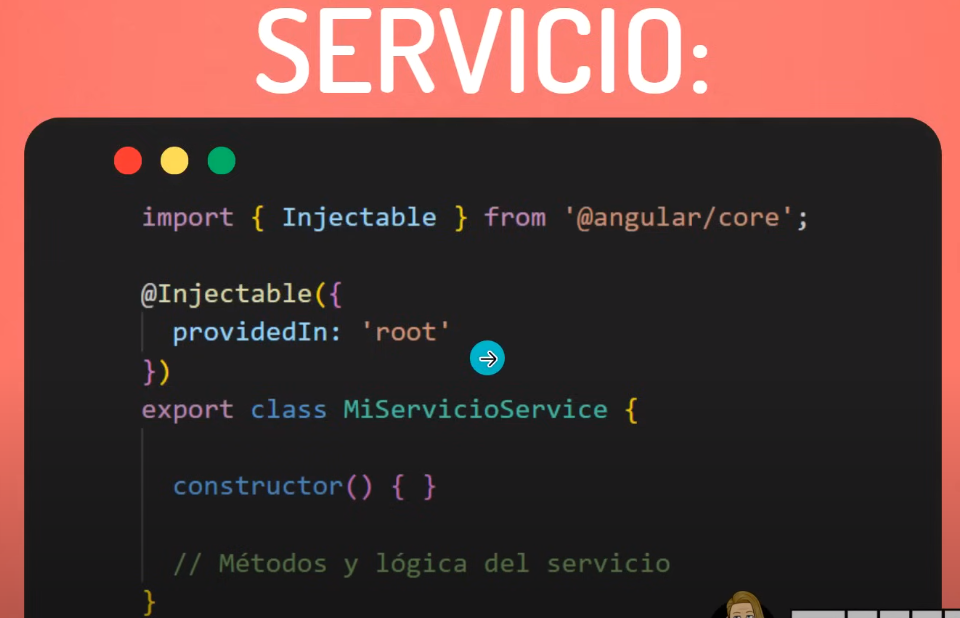 SERVICIO:
import { Injectable } from '@angular/core';
@Injectable({
providedIn: 'root'
})
export class MiServicioService {
constructor() { }
// Métodos y lógica del servicio
}